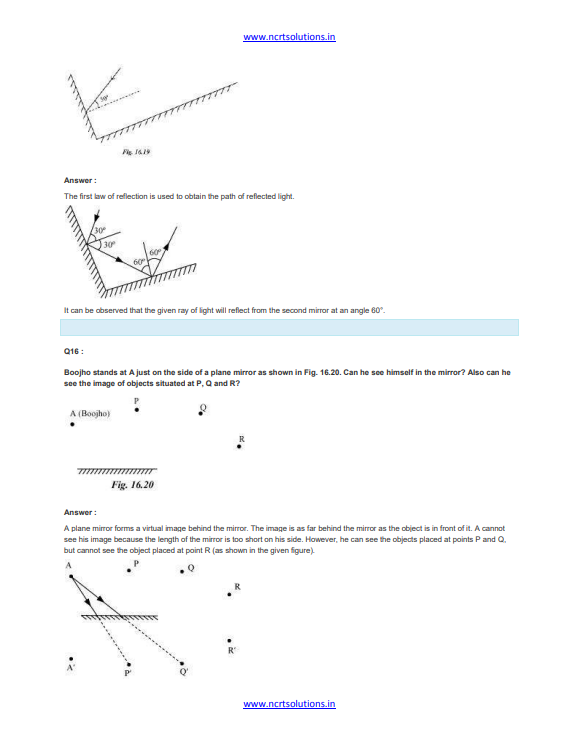 www.ncrtsolutions.in
30°
Fig. 16.19
Answer :
The first law of reflection is used to obtain the path of reflected light.
30°
30°
60°
60°
It can be observed that the given ray of light will reflect from the second mirror at an angle 60°.
Q16 :
Boojho stands at A just on the side of a plane mirror as shown in Fig. 16.20. Can he see himself in the mirror? Also can he
see the image of objects situated at P, Q and R?
P
Q
A (Boojho)
R
Fig. 16.20
Answer :
A plane mirror forms a virtual image behind the mirror. The image is as far behind the mirror as the object is in front of it. A cannot
see his image because the length of the mirror is too short on his side. However, he can see the objects placed at points P and Q,
but cannot see the object placed at point R (as shown in the given figure).
A
P
Q
R
R'
A'
P'
Q'
www.ncrtsolutions.in